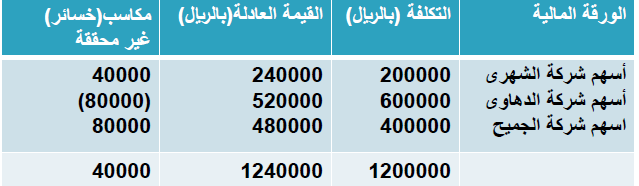 الورقة المالية التكلفة (بالريال) القيمة العادلة(بالريال) مكاسب(خسائر) غير محققة
أسهم شركة الشهرى 200000 240000 40000
أسهم شركة الدهاوى 600000 520000 (80000)
اسهم شركة الجميح 400000 480000 80000
1200000 1240000 40000